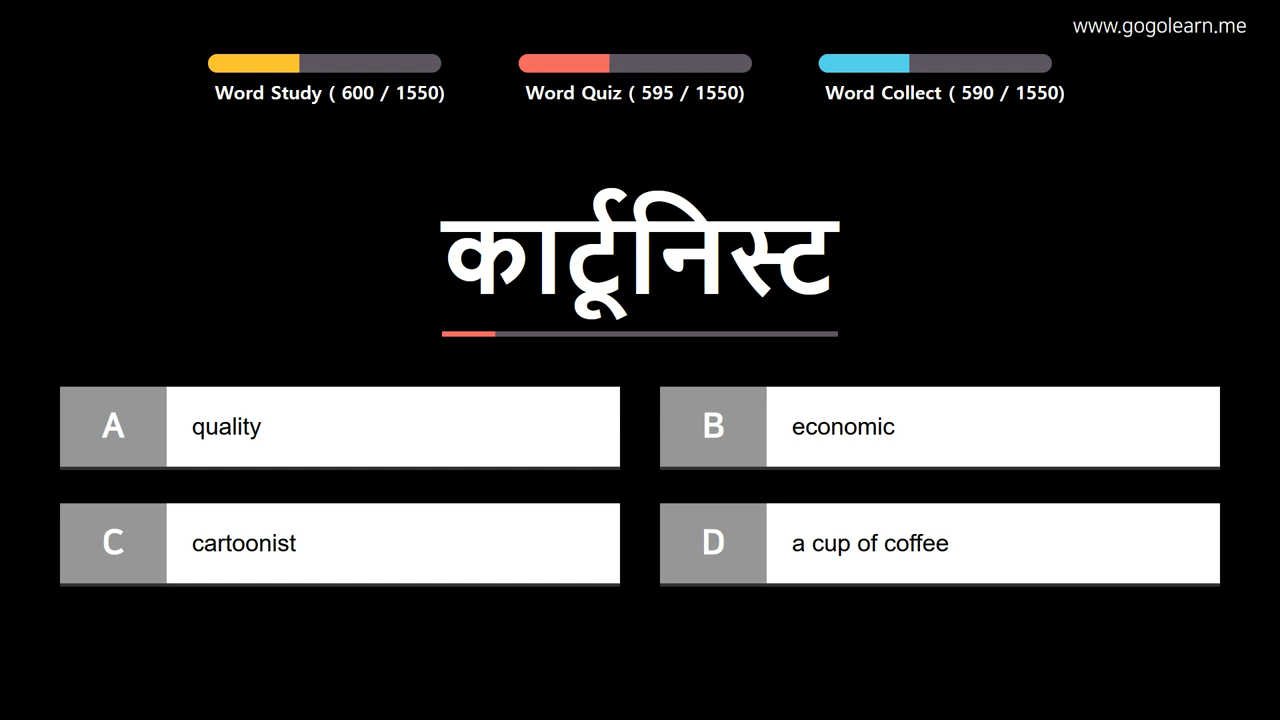 www.gogolearn.me
Word Study ( 600 / 1550)
Word Quiz ( 595 / 1550)
Word Collect ( 590 / 1550)
कार्टूनिस्ट
A quality
B economic
C cartoonist
D a cup of coffee